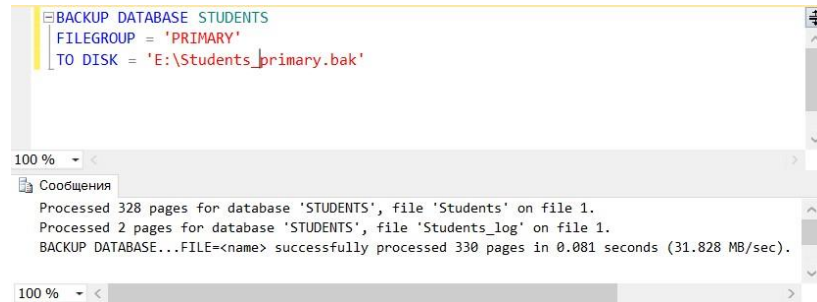 BACKUP DATABASE STUDENTS
FILEGROUP = 'PRIMARY'
TO DISK = 'E:\Students_primary.bak'
100 %
Сообщения
Processed 328 pages for database 'STUDENTS', file 'Students' on file 1.
Processed 2 pages for database 'STUDENTS', file 'Students_log' on file 1.
BACKUP DATABASE...FILE=<name> successfully processed 330 pages in 0.081 seconds (31.828 MB/sec).
100 %